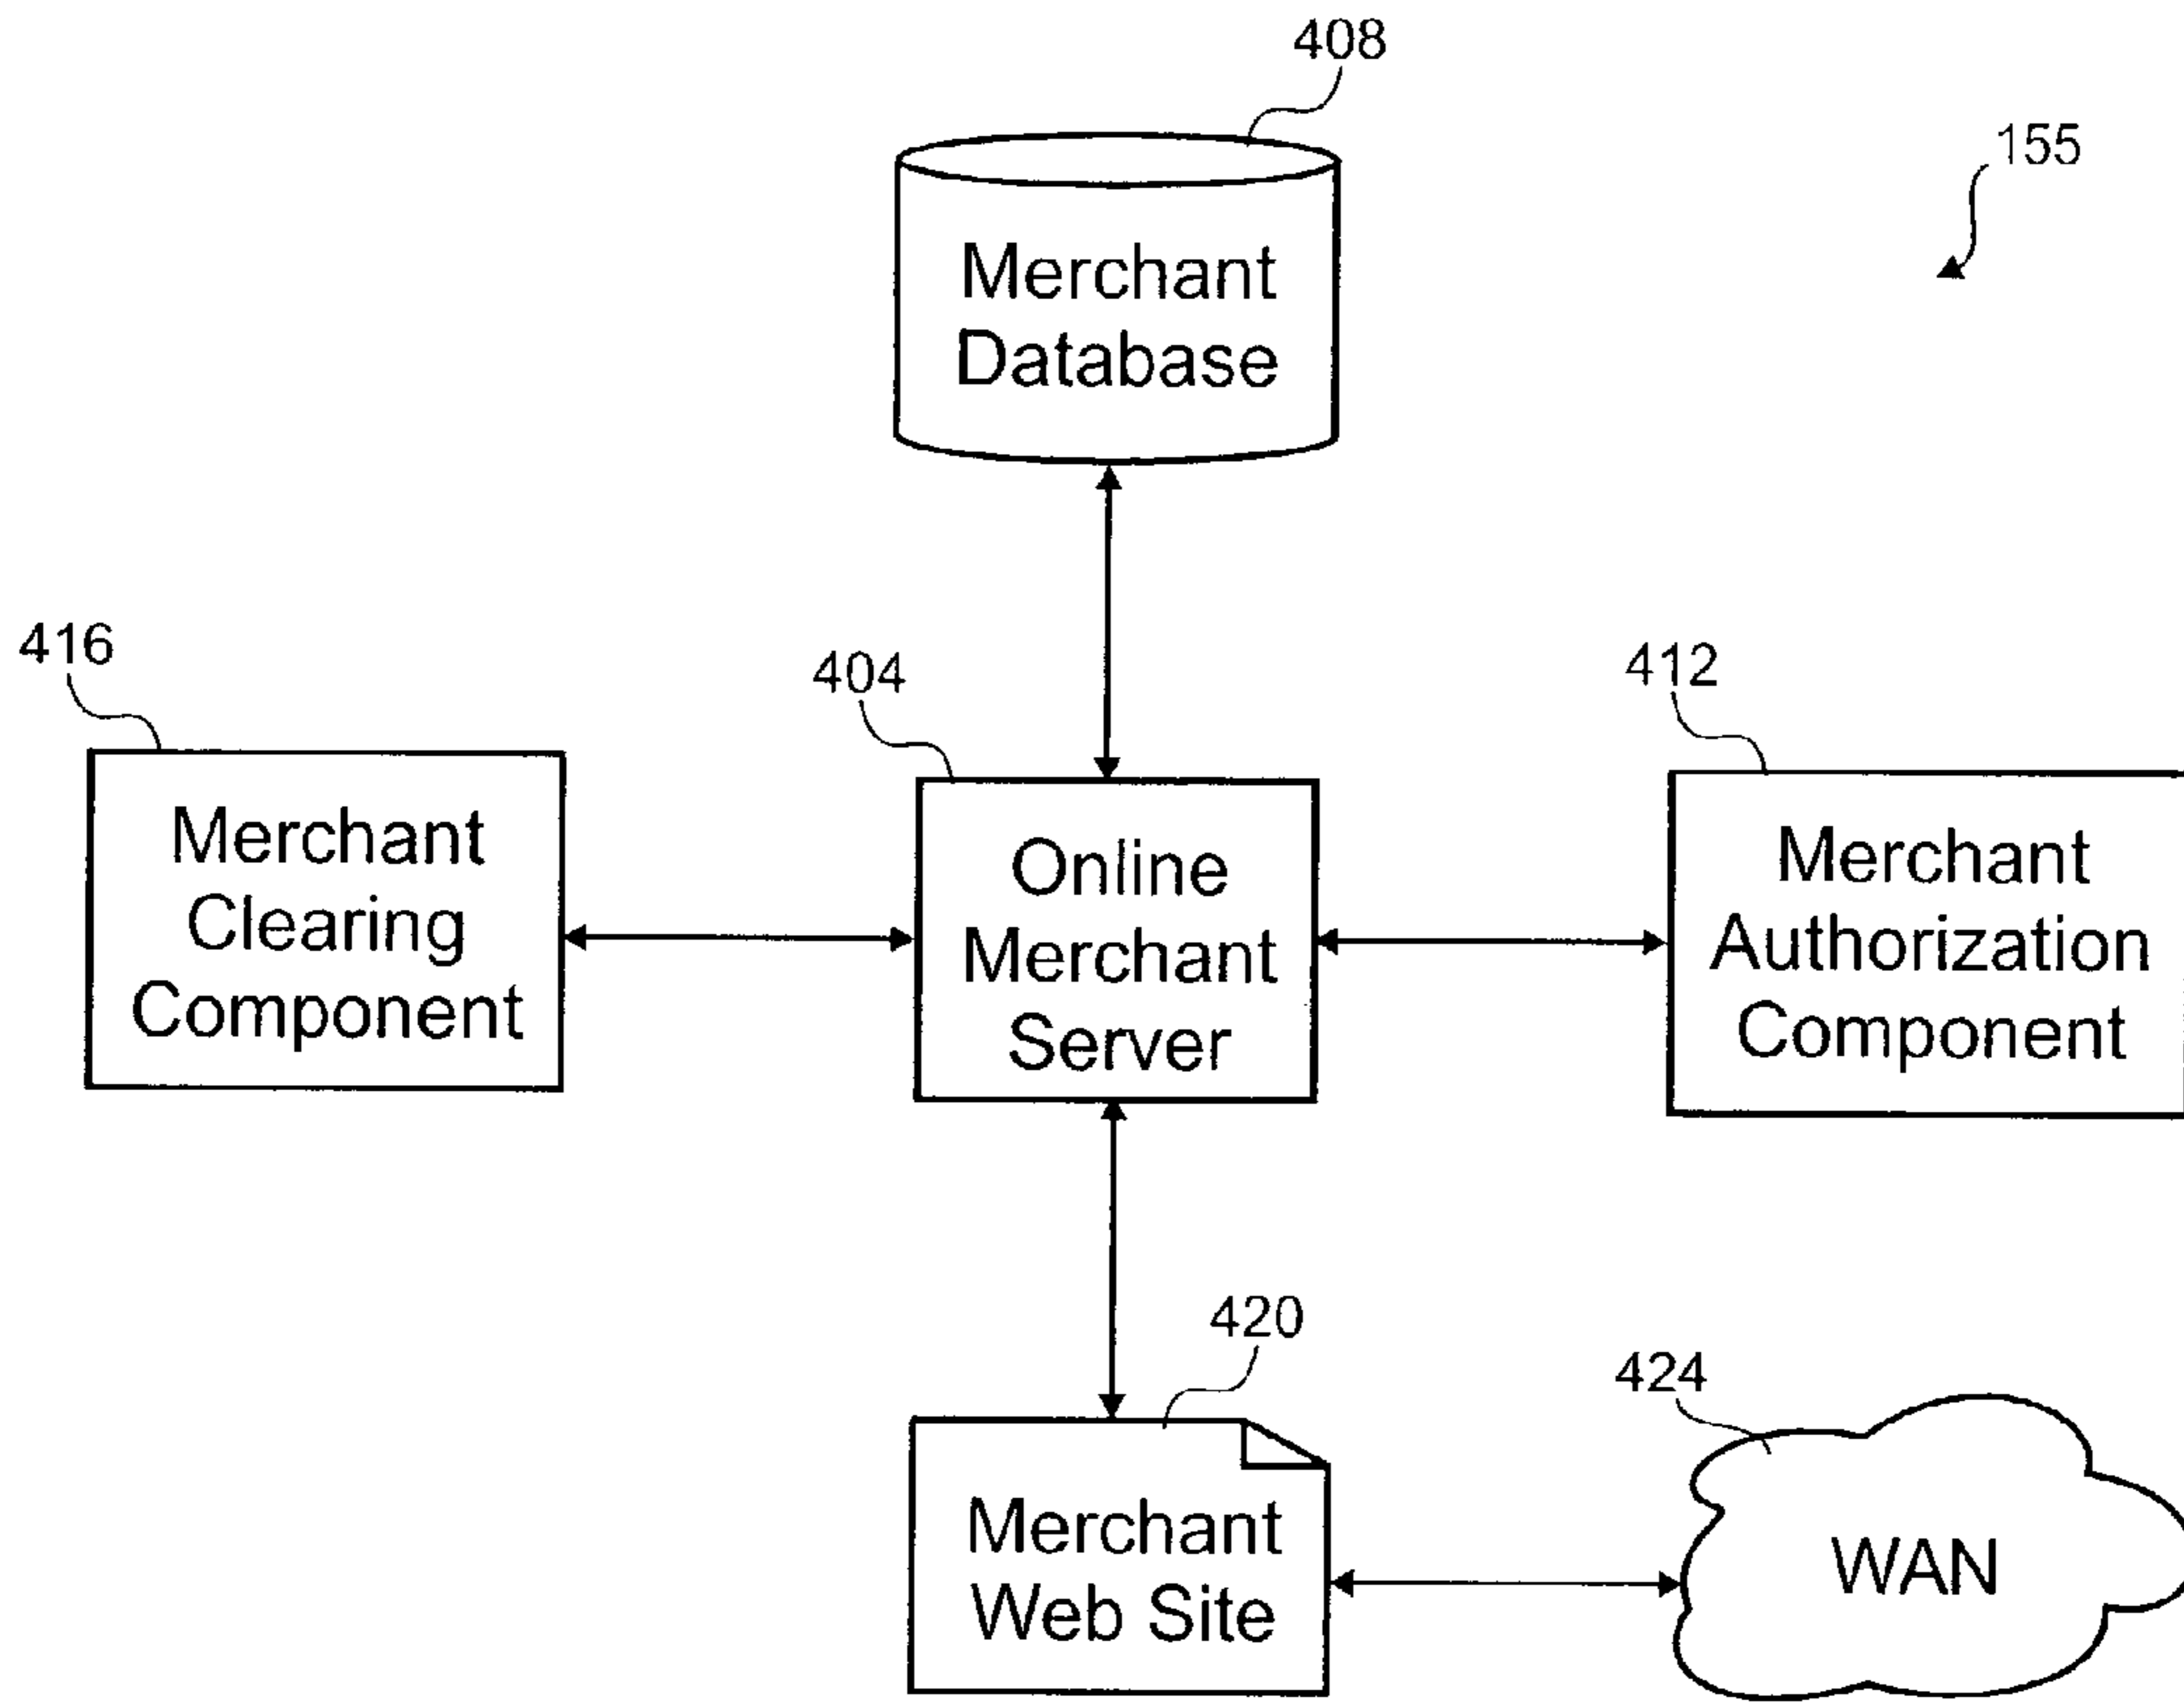 408
155
Merchant
Database
416
404
412
Merchant
Clearing
Component
Online
Merchant
Server
Merchant
Authorization
Component
420
424
Merchant
Web Site
WAN